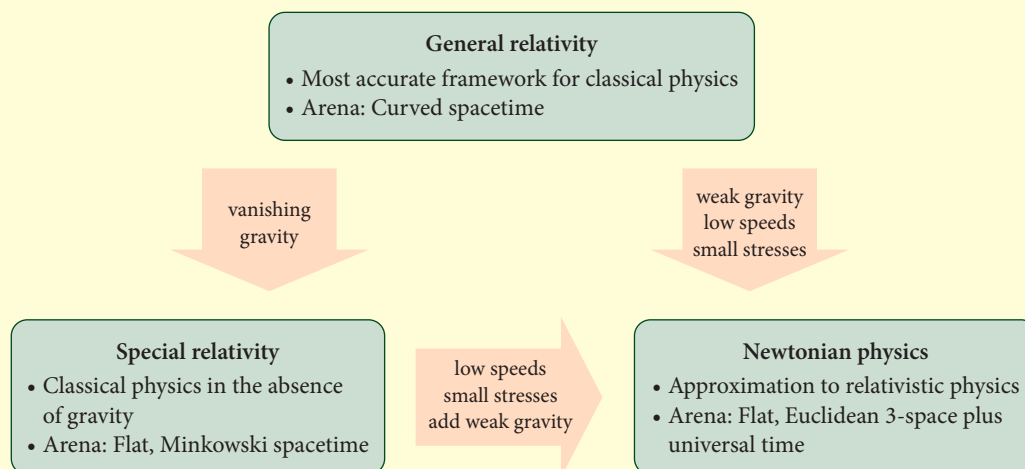 General relativity
• Most accurate framework for classical physics
• Arena: Curved spacetime
vanishing
gravity
weak gravity
low speeds
small stresses
Special relativity
• Classical physics in the absence
of gravity
• Arena: Flat, Minkowski spacetime
low speeds
small stresses
add weak gravity
Newtonian physics
• Approximation to relativistic physics
• Arena: Flat, Euclidean 3-space plus
universal time